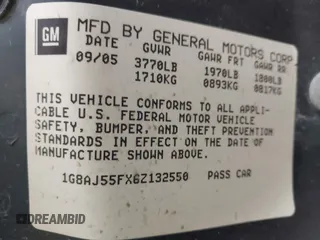 GM
MFD BY GENERAL MOTORS CORP
DATE GVWR GAWR FRT GAWR RR
09/05 3770LB 1970LB 1800LB
1710KG 0893KG 0817KG
THIS VEHICLE CONFORMS TO ALL APPLI-
CABLE U.S. FEDERAL MOTOR VEHICLE
SAFETY, BUMPER, AND THEFT PREVENTION
STANDARDS IN EFFECT ON THE DATE OF
MANUFACTURE SHOWN ABOVE.
1G8AJ55FX6Z132550 PASS CAR
DREAMBID